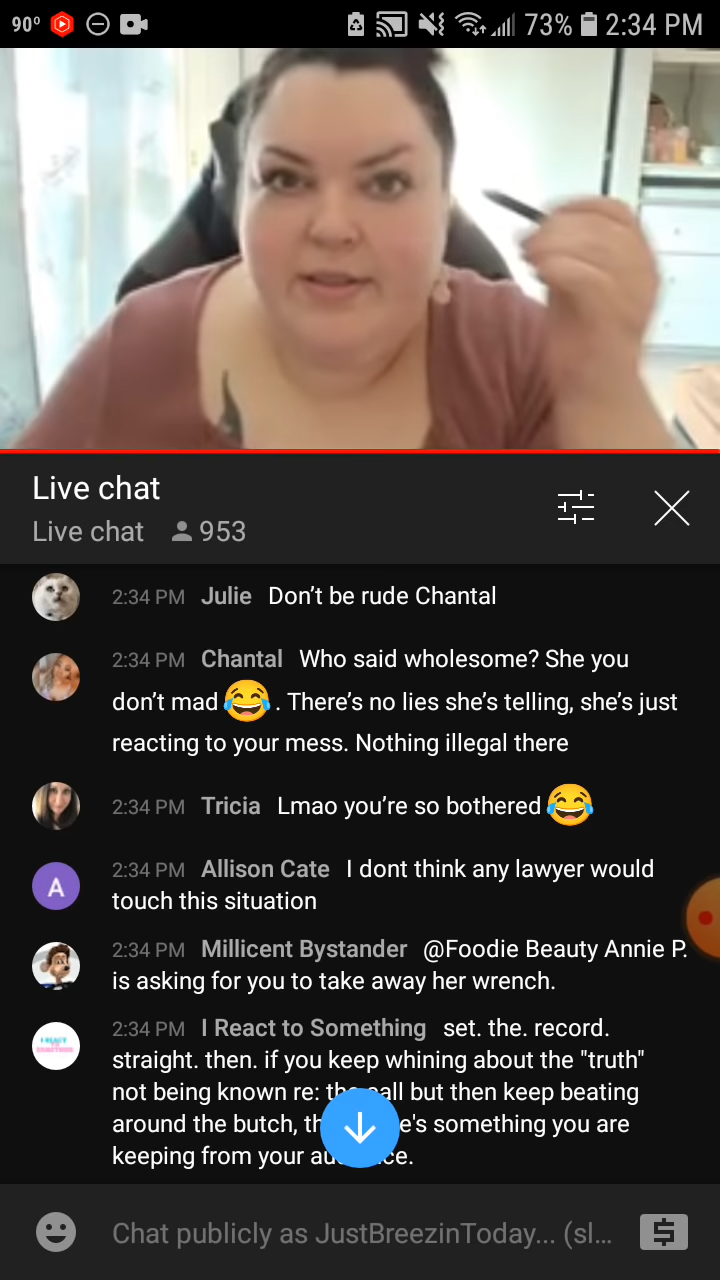 90° 73% 2:34 PM
Live chat
Live chat 953
2:34 PM Julie Don't be rude Chantal
2:34 PM Chantal Who said wholesome? She you
don't mad 😂. There's no lies she's telling, she's just
reacting to your mess. Nothing illegal there
2:34 PM Tricia Lmao you're so bothered 😂
A
2:34 PM Allison Cate I dont think any lawyer would
touch this situation
2:34 PM Millicent Bystander @Foodie Beauty Annie P.
is asking for you to take away her wrench.
I REACT
2:34 PM I React to Something set. the. record.
straight. then. if you keep whining about the "truth"
not being known re: the call but then keep beating
around the butch, e's something you are
keeping from your ce.
Chat publicly as JustBreezinToday... (sl...
$